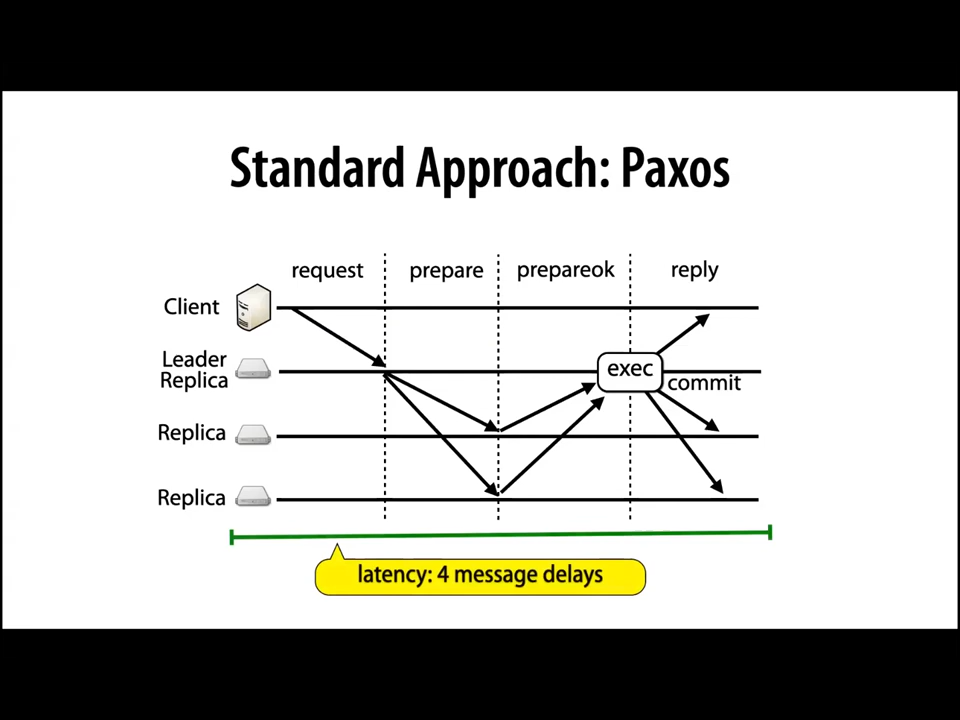 Standard Approach: Paxos
request
prepare
prepareok
reply
Client
Leader
Replica
exec
commit
Replica
Replica
latency: 4 message delays